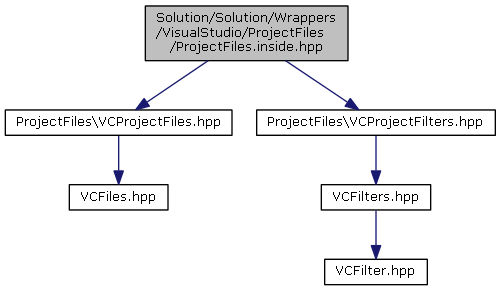 Solution/Solution/Wrappers
/VisualStudio/ProjectFiles
/ProjectFiles.inside.hpp
ProjectFiles\VCProjectFiles.hpp
ProjectFiles\VCProjectFilters.hpp
VCFiles.hpp
VCFilters.hpp
VCFilter.hpp